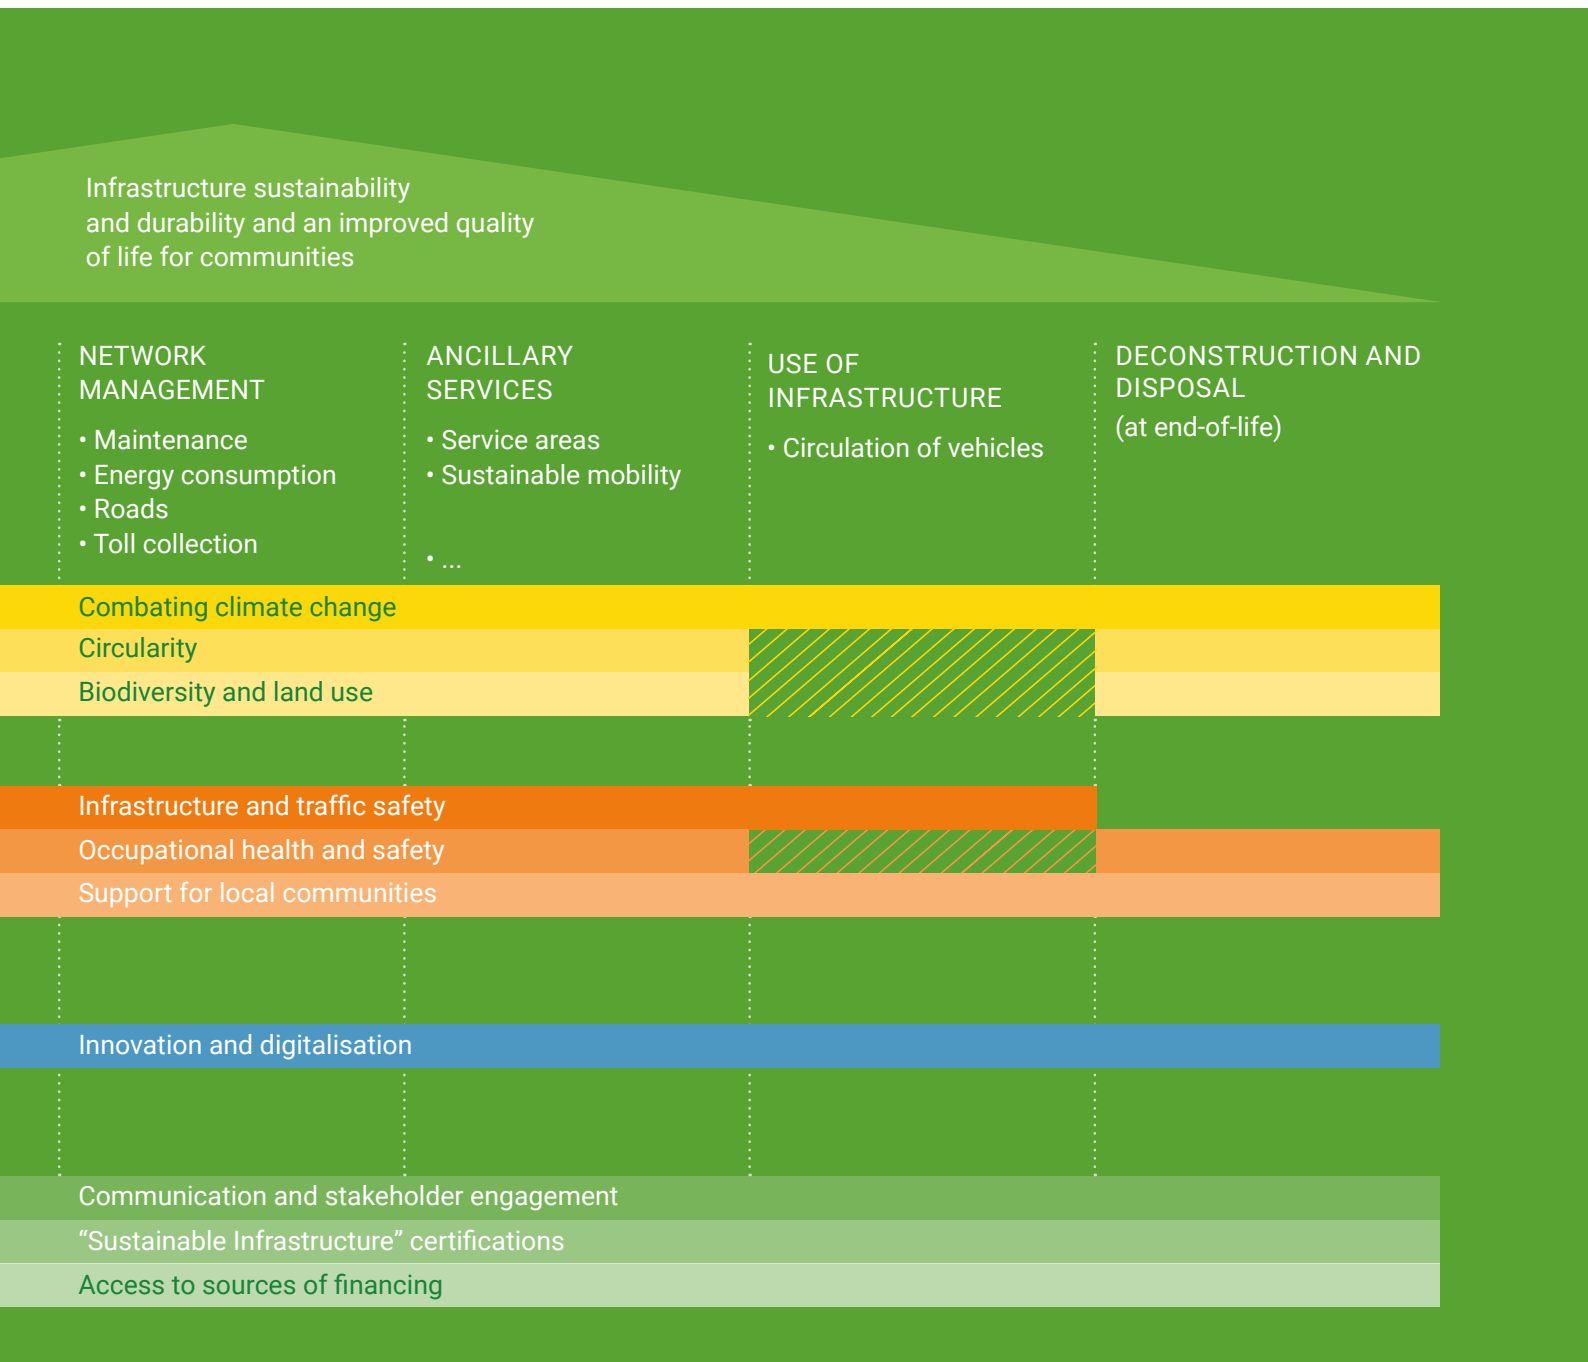 Infrastructure sustainability
and durability and an improved quality
of life for communities
NETWORK
MANAGEMENT
• Maintenance
• Energy consumption
• Roads
• Toll collection
ANCILLARY
SERVICES
• Service areas
• Sustainable mobility
• ...
USE OF
INFRASTRUCTURE
• Circulation of vehicles
DECONSTRUCTION AND
DISPOSAL
(at end-of-life)
Combating climate change
Circularity
Biodiversity and land use
Infrastructure and traffic safety
Occupational health and safety
Support for local communities
Innovation and digitalisation
Communication and stakeholder engagement
“Sustainable Infrastructure” certifications
Access to sources of financing